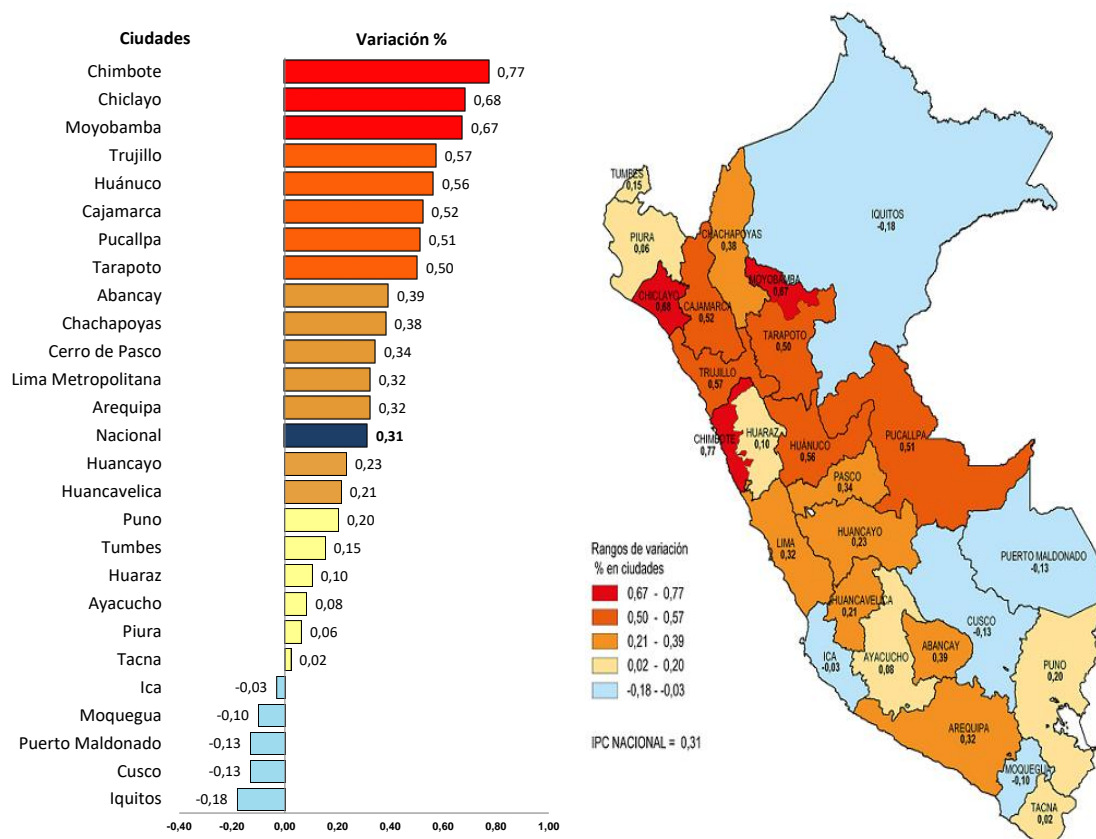 Ciudades Variación %
Chimbote 0,77
Chiclayo 0,68
Moyobamba 0,67
Trujillo 0,57
Huánuco 0,56
Cajamarca 0,52
Pucallpa 0,51
Tarapoto 0,50
Abancay 0,39
Chachapoyas 0,38
Cerro de Pasco 0,34
Lima Metropolitana 0,32
Arequipa 0,32
Nacional 0,31
Huancayo 0,23
Huancavelica 0,21
Puno 0,20
Tumbes 0,15
Huaraz 0,10
Ayacucho 0,08
Piura 0,06
Tacna 0,02
Ica -0,03
Moquegua -0,10
Puerto Maldonado -0,13
Cusco -0,13
Iquitos -0,18
-0,40 -0,20 0,00 0,20 0,40 0,60 0,80 1,00
TUMBES
0,15
PIURA
0,06
CHACHAPOYAS
0,38
IQUITOS
-0,18
CHICLAYO
0,68
CAJAMARCA
0,52
MOYOBAMBA
0,67
TARAPOTO
0,50
TRUJILLO
0,57
CHIMBOTE
0,77
HUARAZ
0,10
HUÁNUCO
0,56
PUCALLPA
0,51
PASCO
0,34
LIMA
0,32
HUANCAYO
0,23
PUERTO MALDONADO
-0,13
HUANCAVELICA
0,21
CUSCO
-0,13
ICA
-0,03
AYACUCHO
0,08
ABANCAY
0,39
PUNO
0,20
AREQUIPA
0,32
MOQUEGUA
-0,10
TACNA
0,02
Rangos de variación
% en ciudades
0,67 - 0,77
0,50 - 0,57
0,21 - 0,39
0,02 - 0,20
-0,18 - -0,03
IPC NACIONAL = 0,31